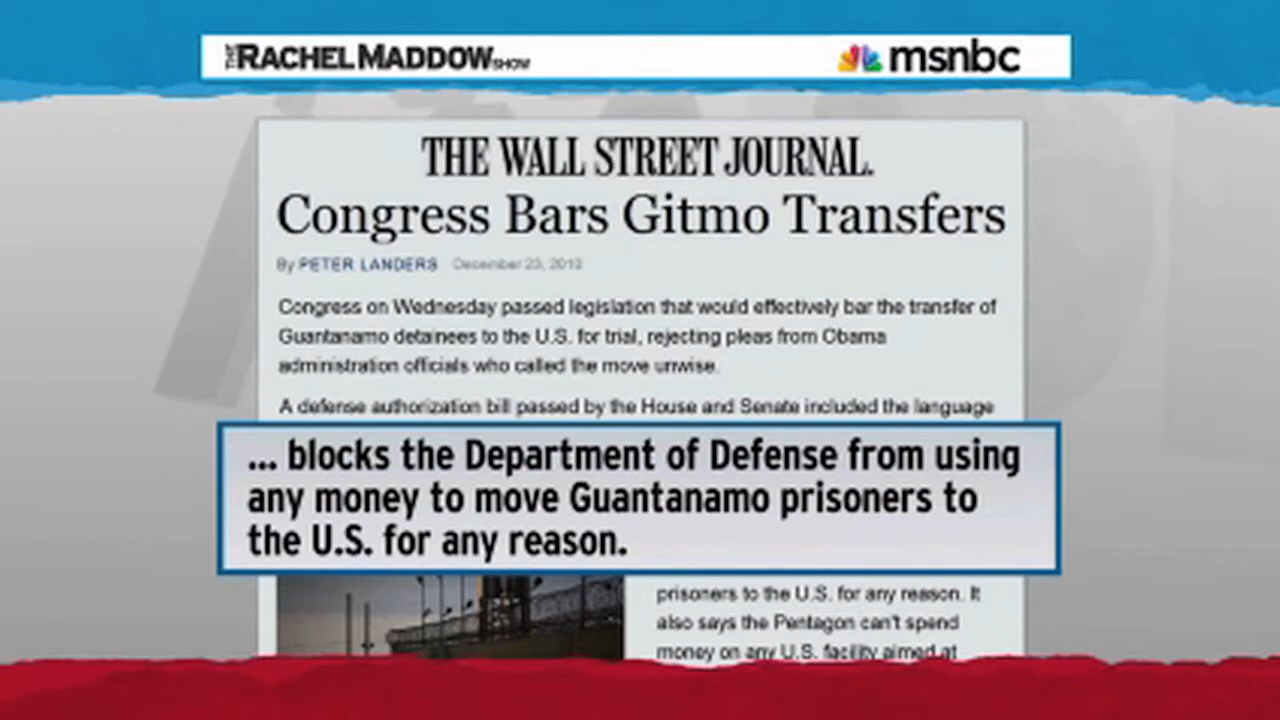 THE RACHEL MADDOW SHOW
msnbc
THE WALL STREET JOURNAL.
Congress Bars Gitmo Transfers
By PETER LANDERS December 23, 2010
Congress on Wednesday passed legislation that would effectively bar the transfer of
Guantanamo detainees to the U.S. for trial, rejecting pleas from Obama
administration officials who called the move unwise.
A defense authorization bill passed by the House and Senate included the language
... blocks the Department of Defense from using
any money to move Guantanamo prisoners to
the U.S. for any reason.
prisoners to the U.S. for any reason. It
also says the Pentagon can't spend
money on any U.S. facility aimed at